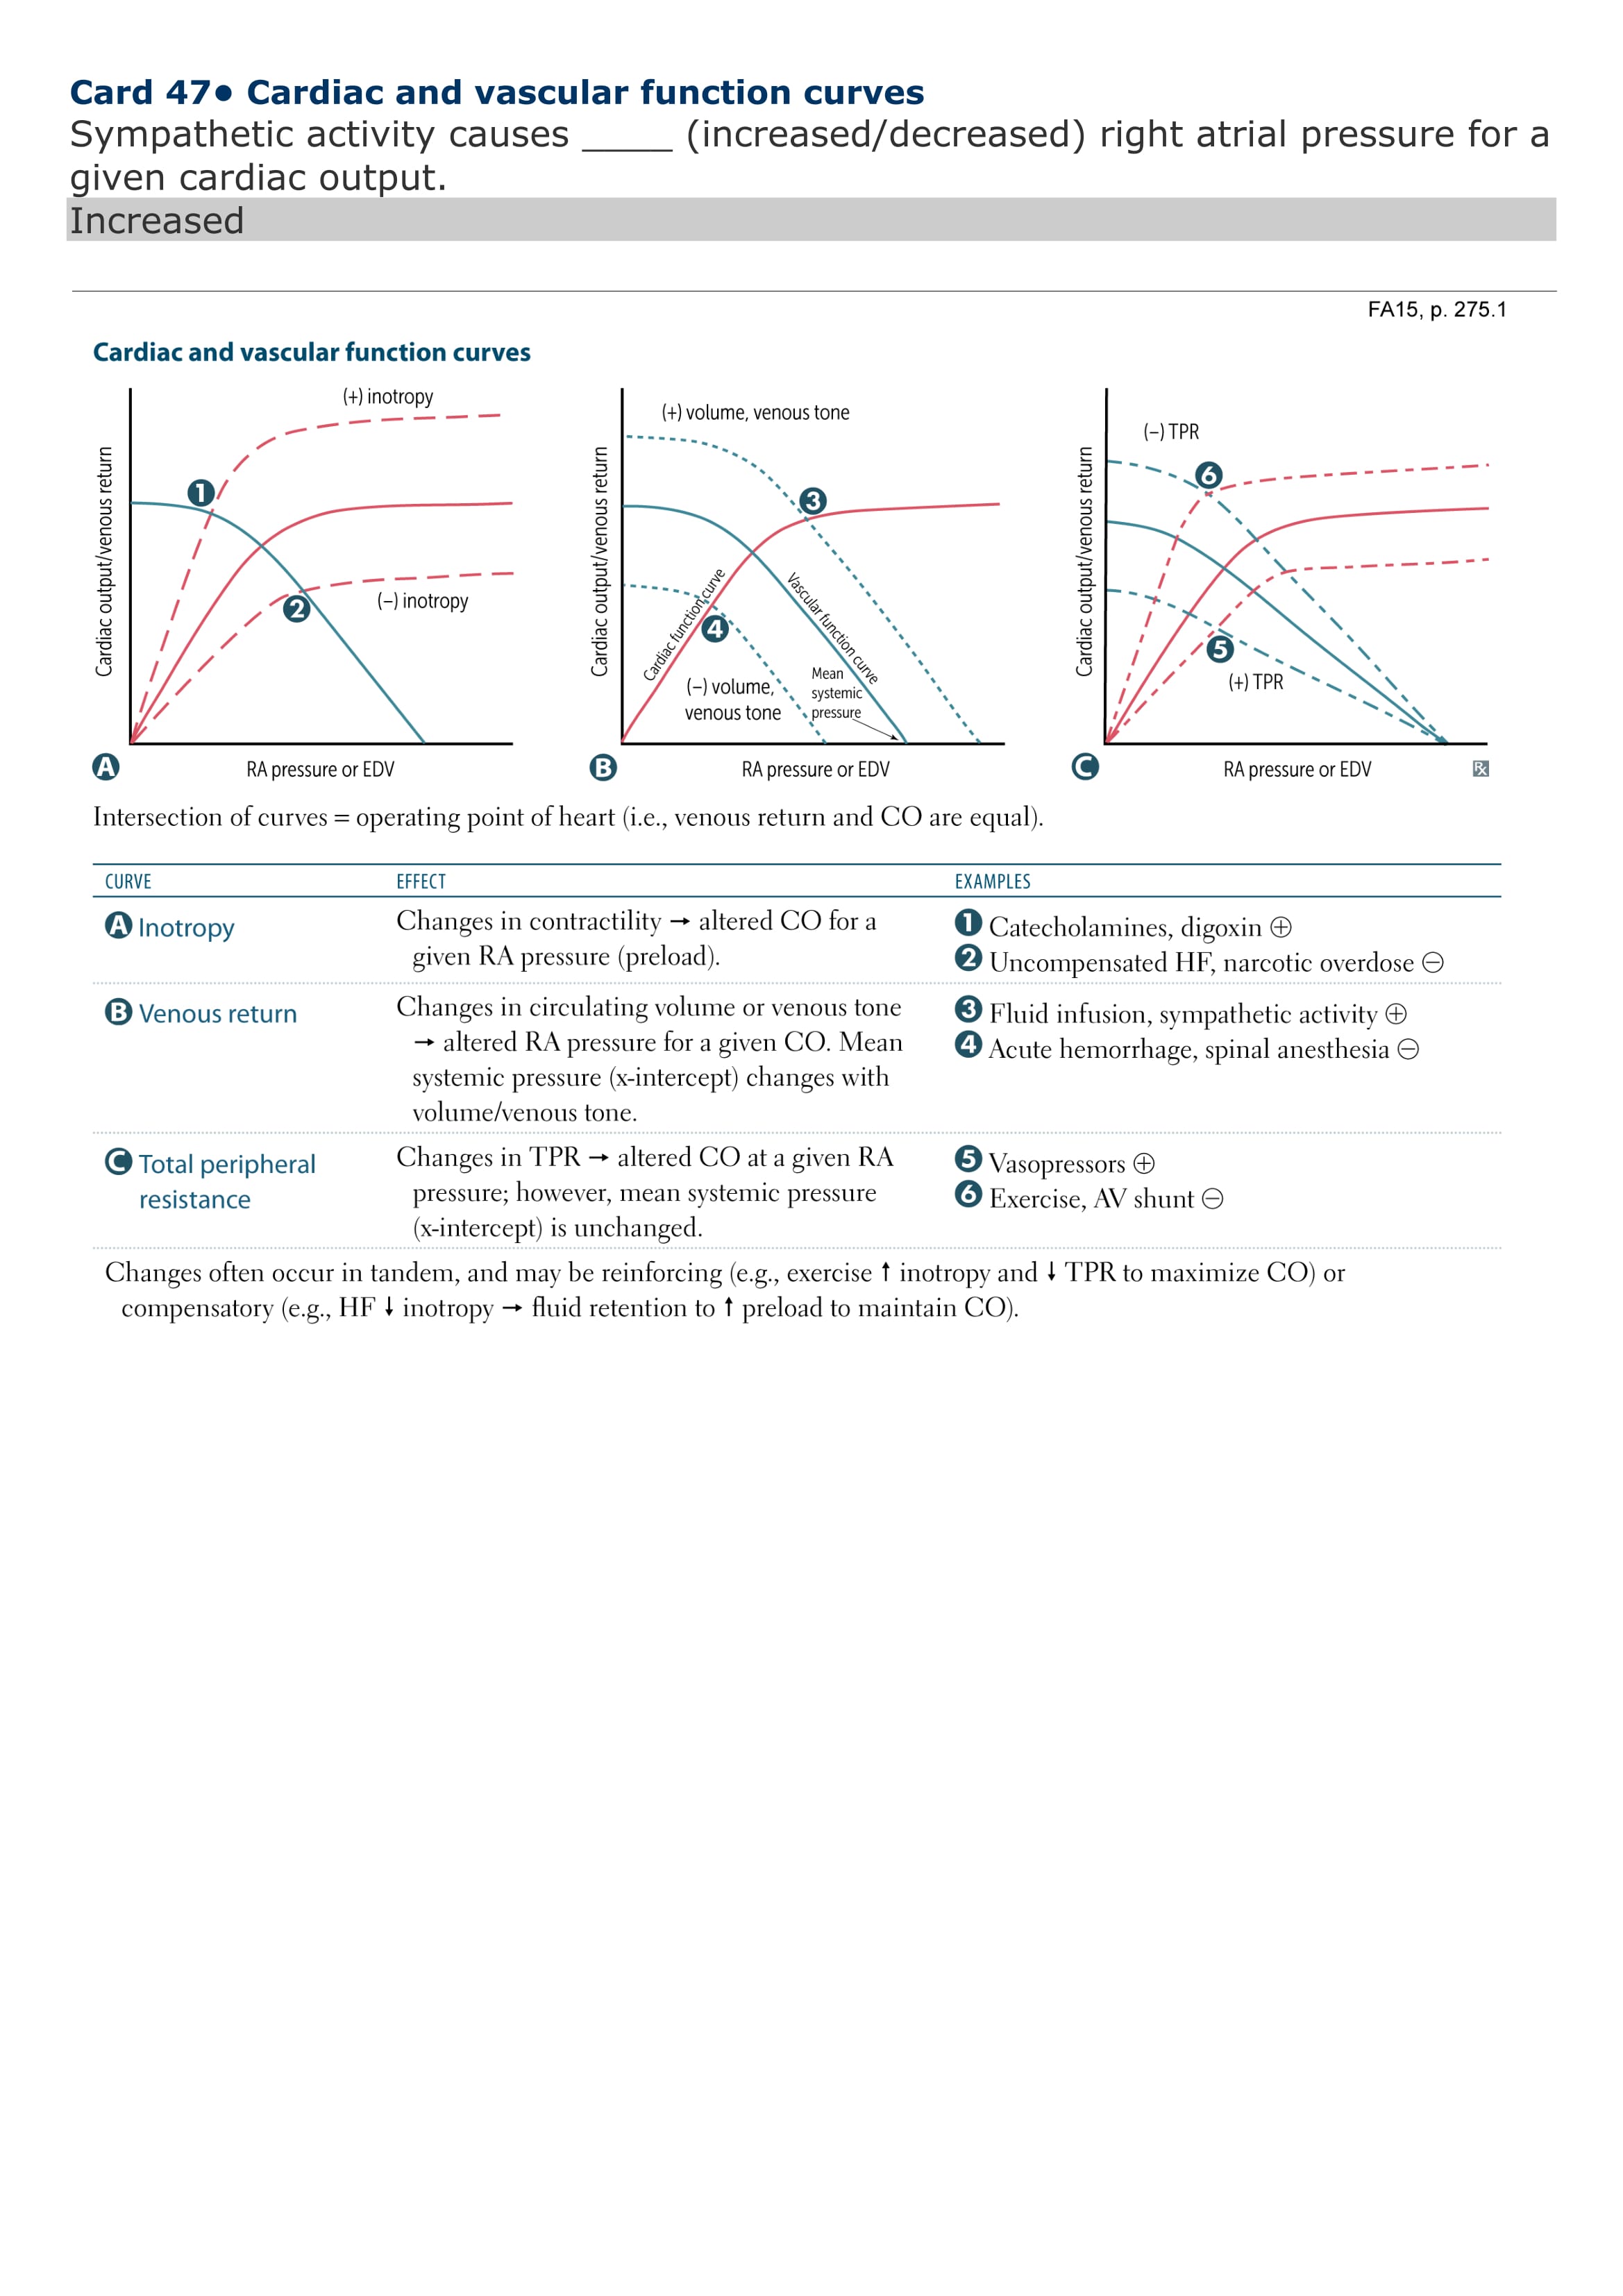 Card 47● Cardiac and vascular function curves
Sympathetic activity causes _____ (increased/decreased) right atrial pressure for a
given cardiac output.
Increased
FA15, p. 275.1
Cardiac and vascular function curves
Cardiac output/venous return
(+) inotropy
1
2
(–) inotropy
A
RA pressure or EDV
Cardiac output/venous return
(+) volume, venous tone
3
Cardiac function curve
Vascular function curve
4
(–) volume,
venous tone
Mean
systemic
pressure
B
RA pressure or EDV
Cardiac output/venous return
(–) TPR
6
5
(+) TPR
C
RA pressure or EDV
Rx
Intersection of curves = operating point of heart (i.e., venous return and CO are equal).
CURVE EFFECT EXAMPLES
A Inotropy Changes in contractility → altered CO for a 1 Catecholamines, digoxin ⊕
given RA pressure (preload). 2 Uncompensated HF, narcotic overdose ⊖
B Venous return Changes in circulating volume or venous tone 3 Fluid infusion, sympathetic activity ⊕
→ altered RA pressure for a given CO. Mean 4 Acute hemorrhage, spinal anesthesia ⊖
systemic pressure (x-intercept) changes with
volume/venous tone.
C Total peripheral Changes in TPR → altered CO at a given RA 5 Vasopressors ⊕
resistance pressure; however, mean systemic pressure 6 Exercise, AV shunt ⊖
(x-intercept) is unchanged.
Changes often occur in tandem, and may be reinforcing (e.g., exercise ↑ inotropy and ↓ TPR to maximize CO) or
compensatory (e.g., HF ↓ inotropy → fluid retention to ↑ preload to maintain CO).